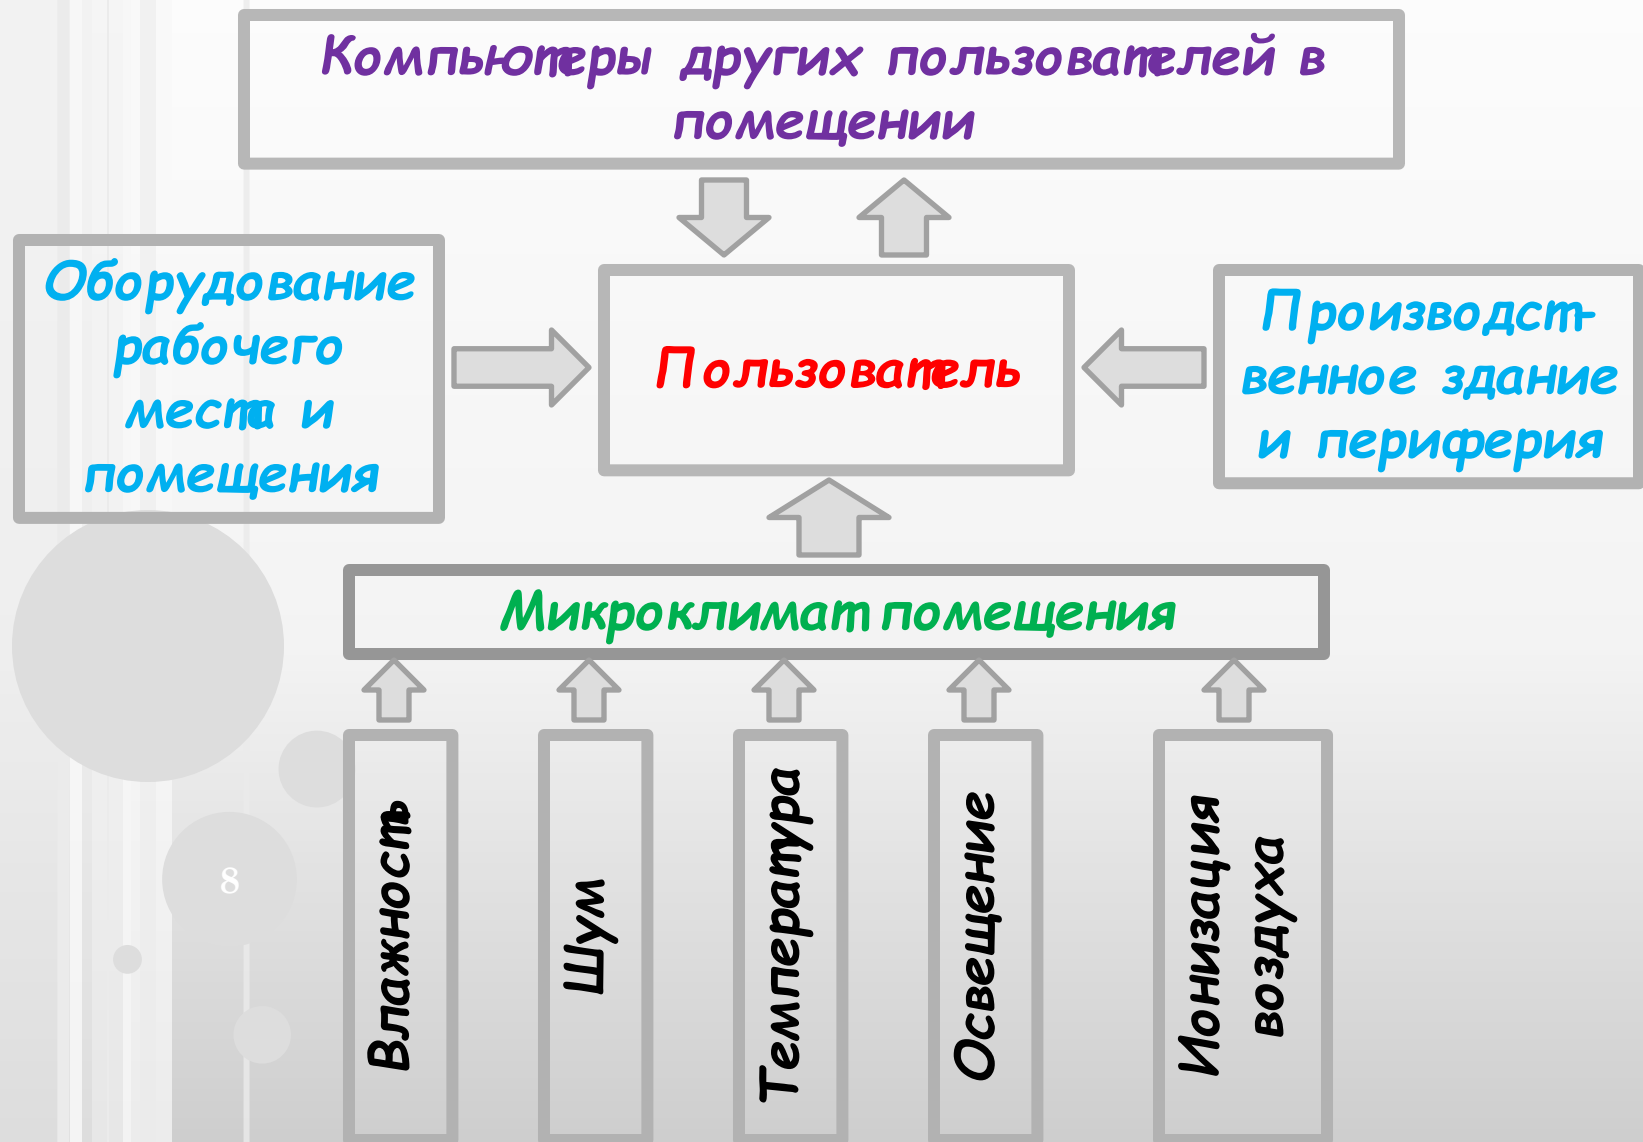 Компьютеры других пользователей в
помещении
Оборудование
рабочего
места и
помещения
Пользователь
Производст-
венное здание
и периферия
Микроклимат помещения
Влажность
Шум
Температура
Освещение
Ионизация
воздуха
8